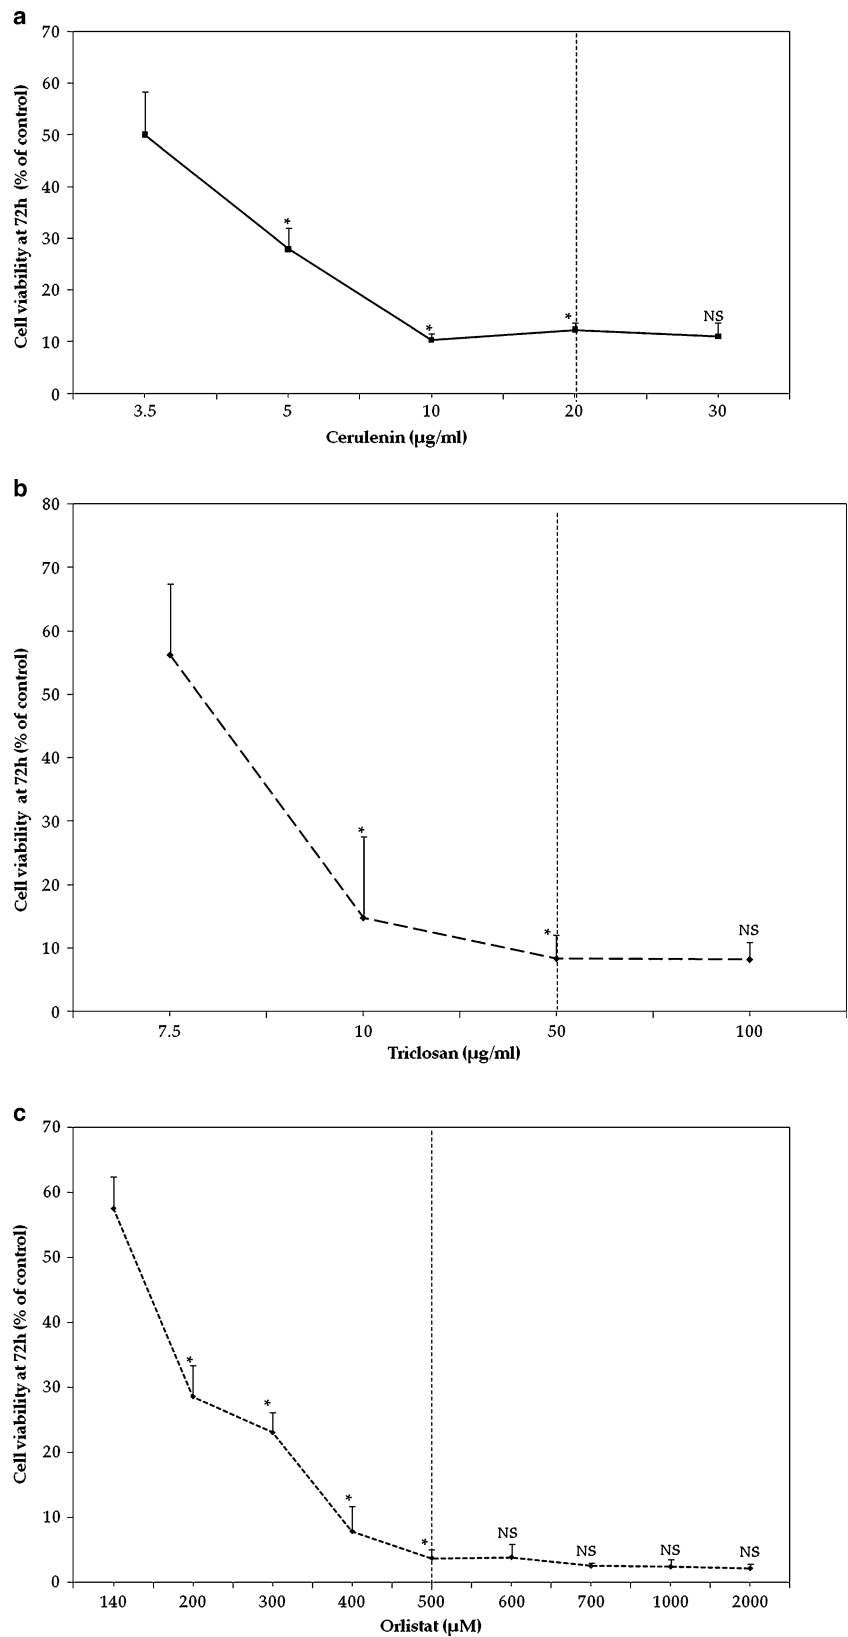 a
70
60
50
40
30
20
10
0
Cell viability at 72h (% of control)
*
*
*
NS
3.5 5 10 20 30
Cerulenin (µg/ml)
b
80
70
60
50
40
30
20
10
0
Cell viability at 72h (% of control)
*
*
NS
7.5 10 50 100
Triclosan (µg/ml)
c
70
60
50
40
30
20
10
0
Cell viability at 72h (% of control)
*
*
*
*
NS
NS
NS
NS
140 200 300 400 500 600 700 1000 2000
Orlistat (µM)